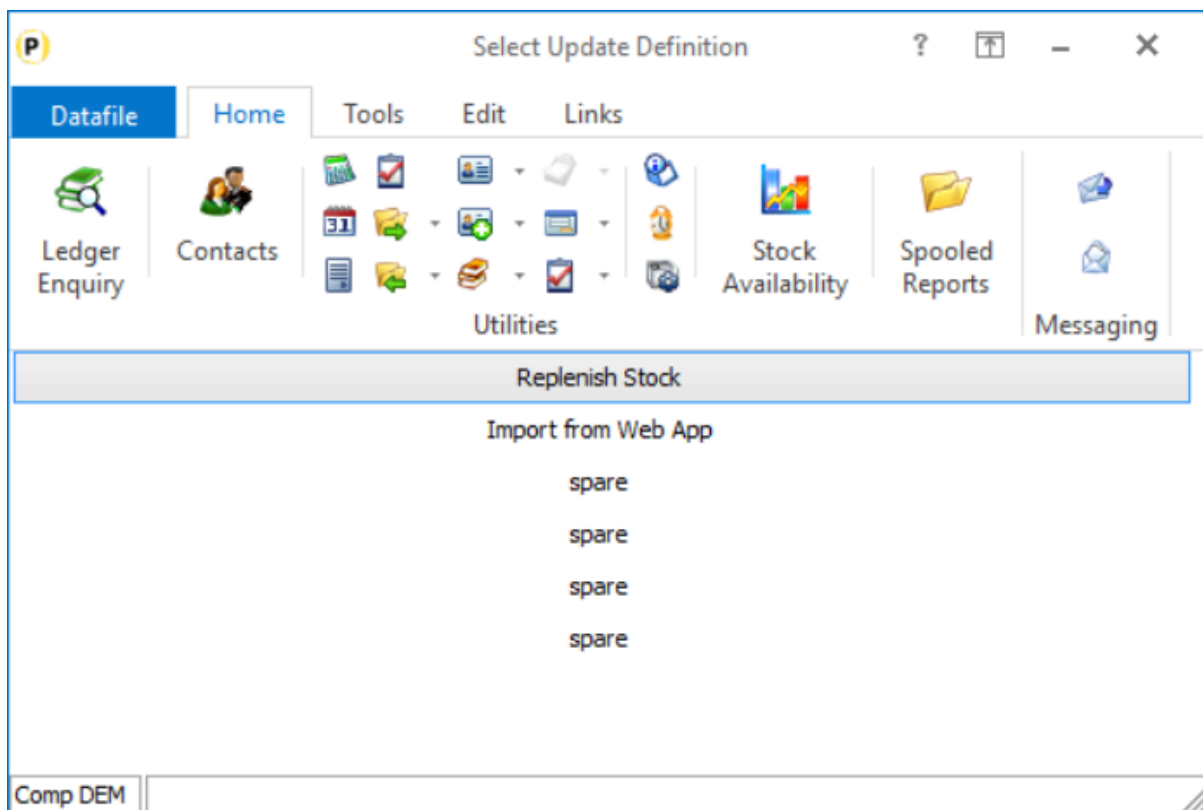 P
Select Update Definition
?
Datafile Home Tools Edit Links
Ledger Enquiry
Contacts
31
Stock Availability
Spooled Reports
Utilities
Messaging
Replenish Stock
Import from Web App
spare
spare
spare
spare
Comp DEM